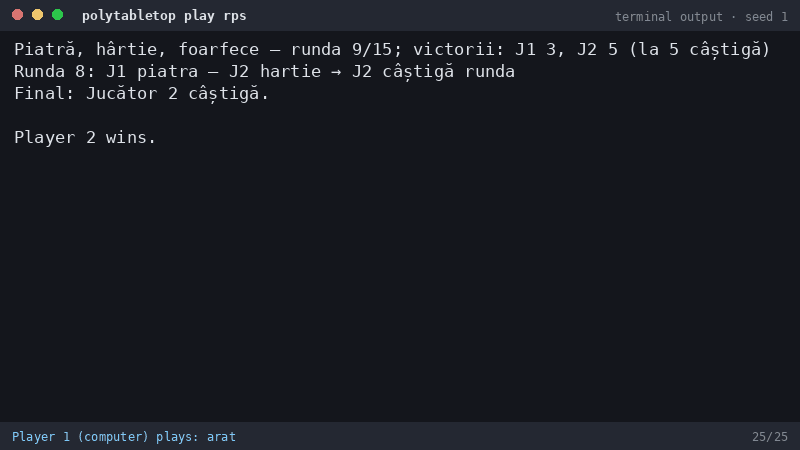 polytabletop play rps
terminal output · seed 1
Piatră, hârtie, foarfece — runda 9/15; victorii: J1 3, J2 5 (la 5 câștigă)
Runda 8: J1 piatra — J2 hartie → J2 câștigă runda
Final: Jucător 2 câștigă.
Player 2 wins.
Player 1 (computer) plays: arat
25/25